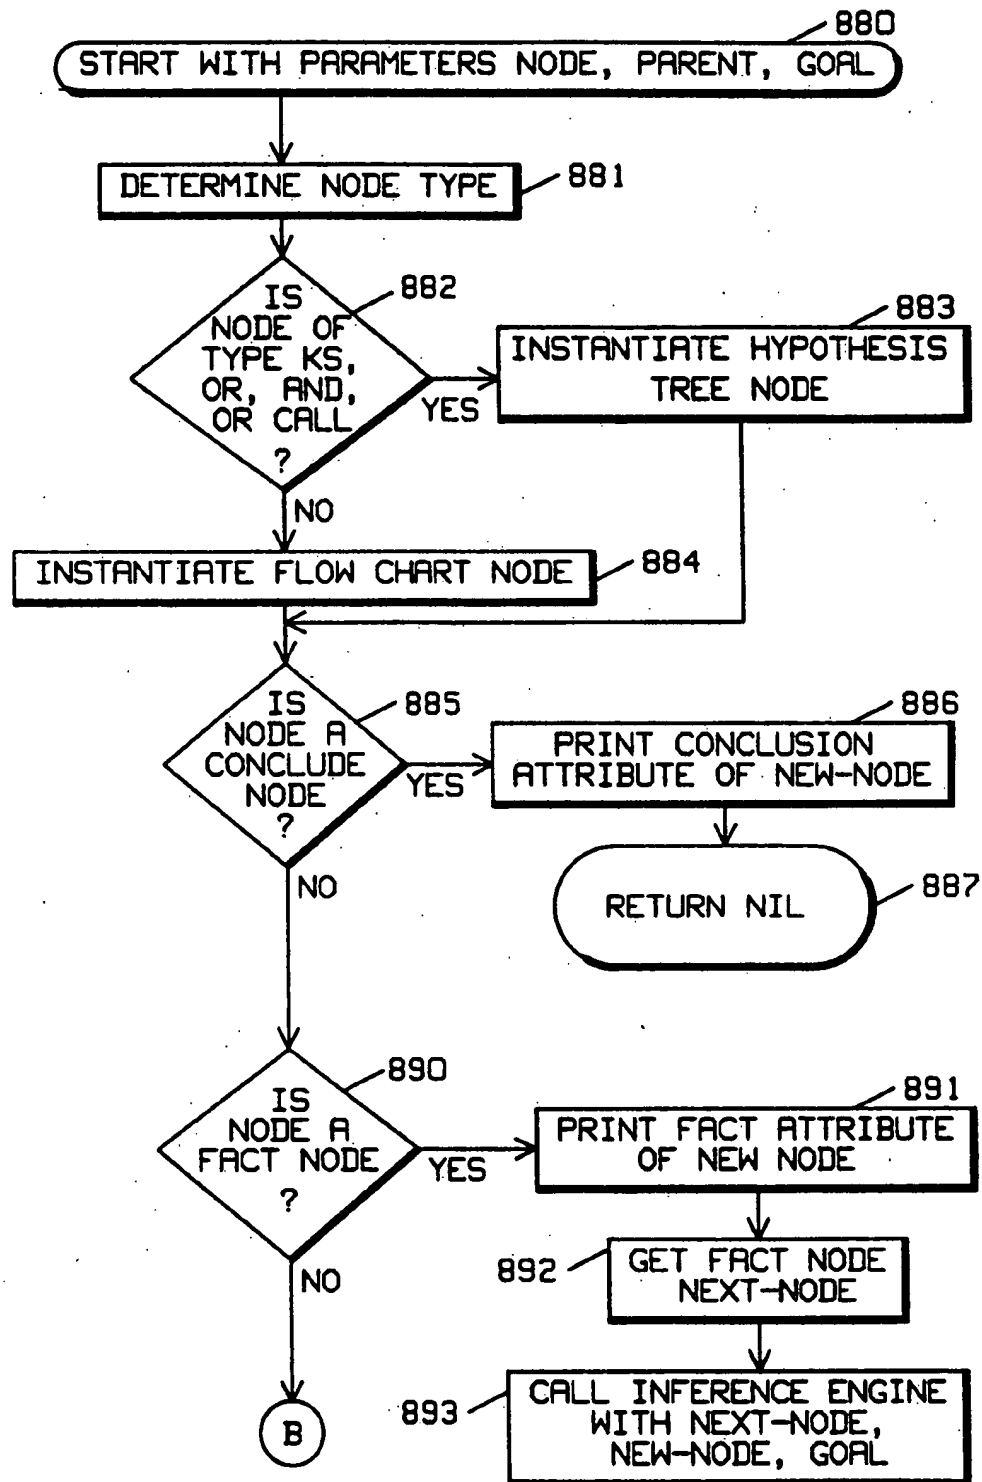 880
START WITH PARAMETERS NODE, PARENT, GOAL
DETERMINE NODE TYPE
881
882
IS
NODE OF
TYPE KS,
OR, AND,
OR CALL
?
YES
NO
883
INSTANTIATE HYPOTHESIS
TREE NODE
INSTANTIATE FLOW CHART NODE
884
885
IS
NODE A
CONCLUDE
NODE
?
YES
NO
886
PRINT CONCLUSION
ATTRIBUTE OF NEW-NODE
RETURN NIL
887
890
IS
NODE A
FACT NODE
?
YES
NO
891
PRINT FACT ATTRIBUTE
OF NEW NODE
892
GET FACT NODE
NEXT-NODE
893
CALL INFERENCE ENGINE
WITH NEXT-NODE,
NEW-NODE, GOAL
B